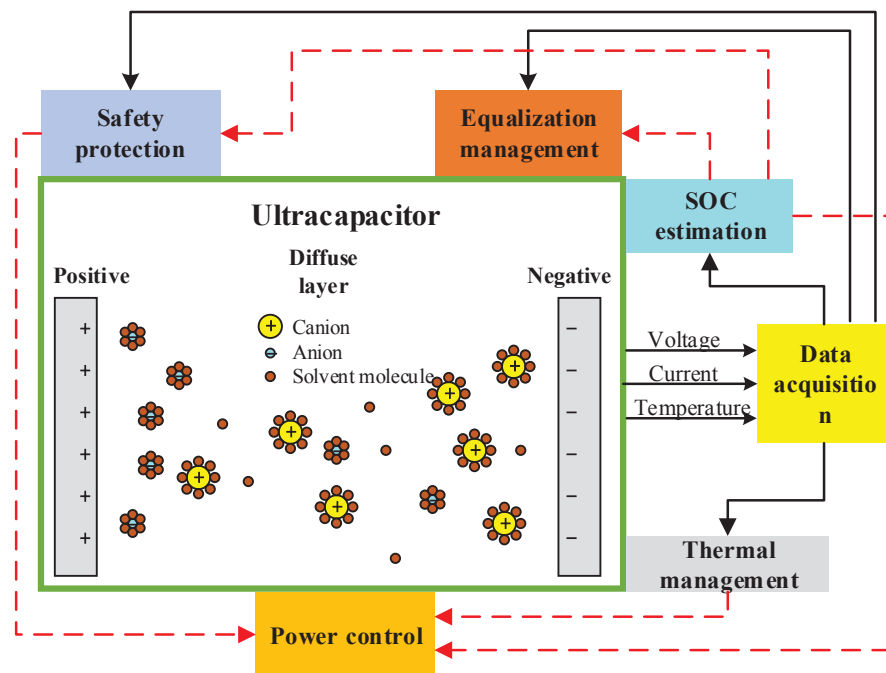 Safety
protection
Equalization
management
SOC
estimation
Ultracapacitor
Diffuse
layer
Positive
Negative
Canion
Anion
Solvent molecule
+
+
+
+
+
+
−
−
−
−
−
−
+
+
+
+
+
+
+
+
Voltage
Current
Temperature
Data
acquisitio
n
Thermal
management
Power control